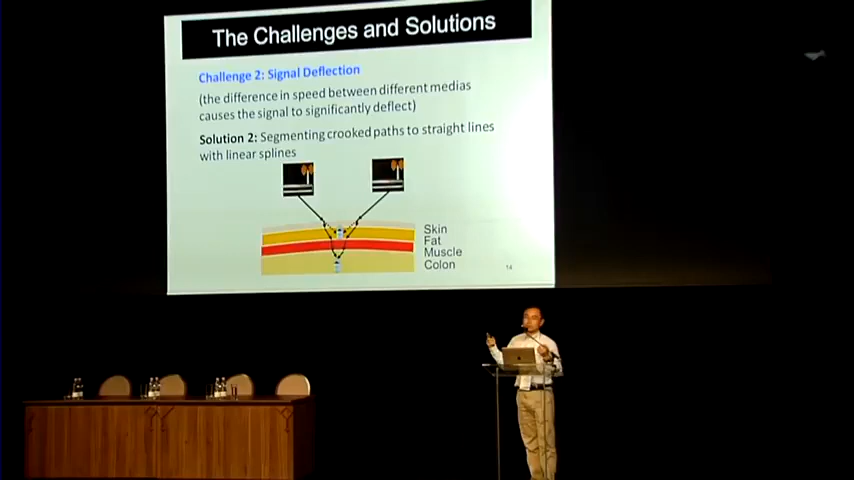 The Challenges and Solutions
Challenge 2: Signal Deflection
(the difference in speed between different medias
causes the signal to significantly deflect)
Solution 2: Segmenting crooked paths to straight lines
with linear splines
Skin
Fat
Muscle
Colon
14